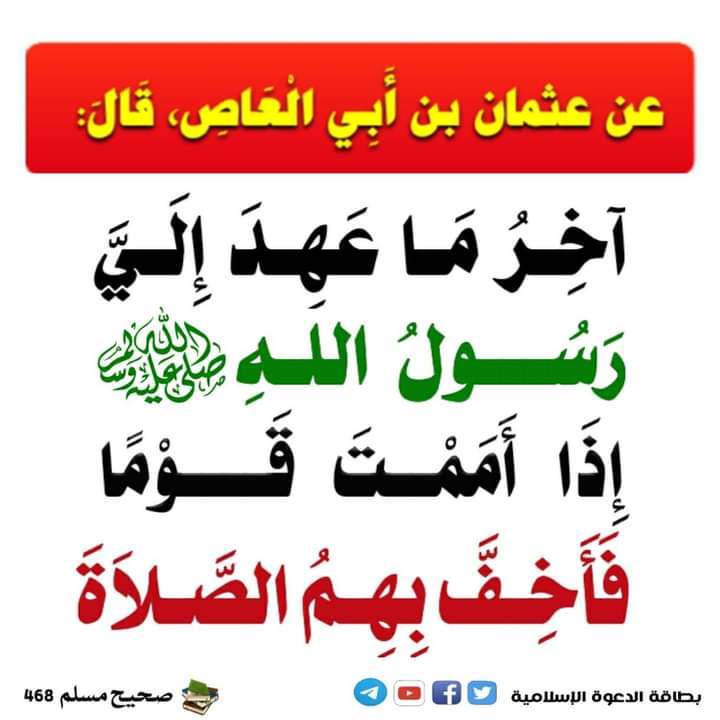 عن عثمان بن أَبِي الْعَاصِ، قَالَ:
آخِرُ مَا عَهِدَ إِلَيَّ
رَسُولُ اللهِ ﷺ
إِذَا أَمَمْتَ قَوْمًا
فَأَخِفَّ بِهِمُ الصَّلَاةَ
بطاقة الدعوة الإسلامية
صحيح مسلم 468